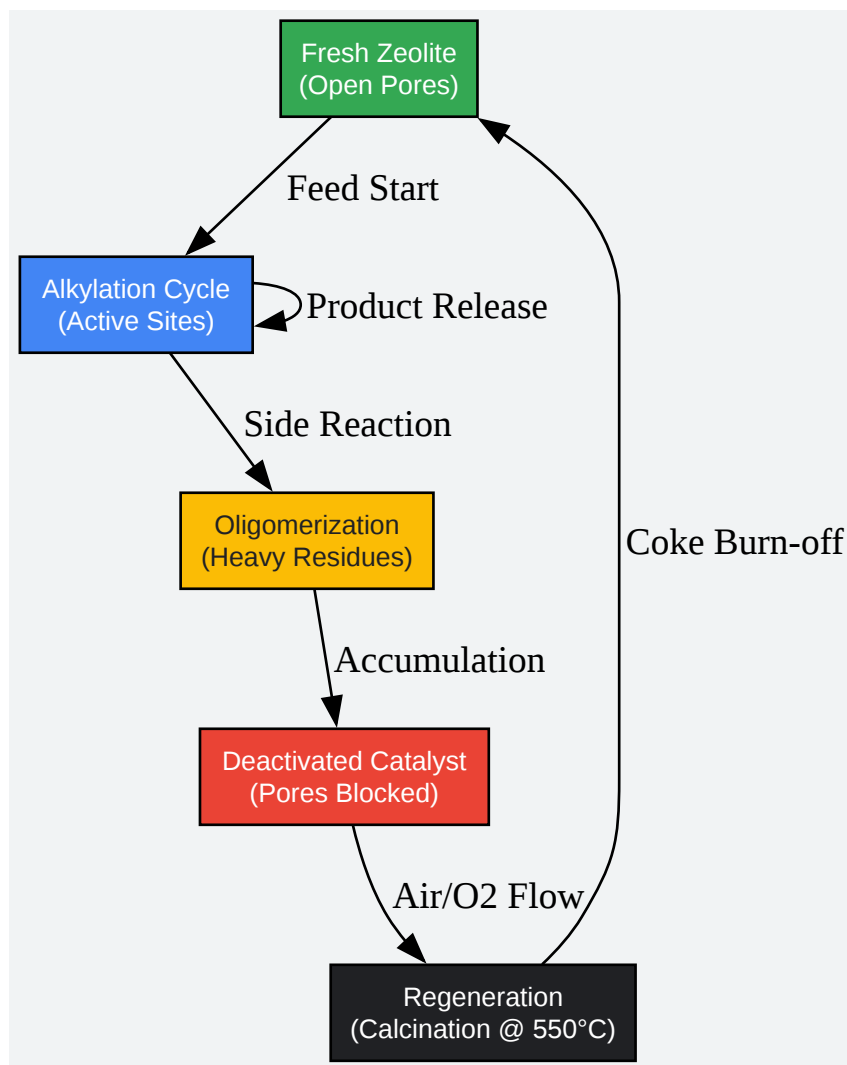 Fresh Zeolite
(Open Pores)
Feed Start
Alkylation Cycle
(Active Sites)
Product Release
Side Reaction
Oligomerization
(Heavy Residues)
Coke Burn-off
Accumulation
Deactivated Catalyst
(Pores Blocked)
Air/O2 Flow
Regeneration
(Calcination @ 550°C)